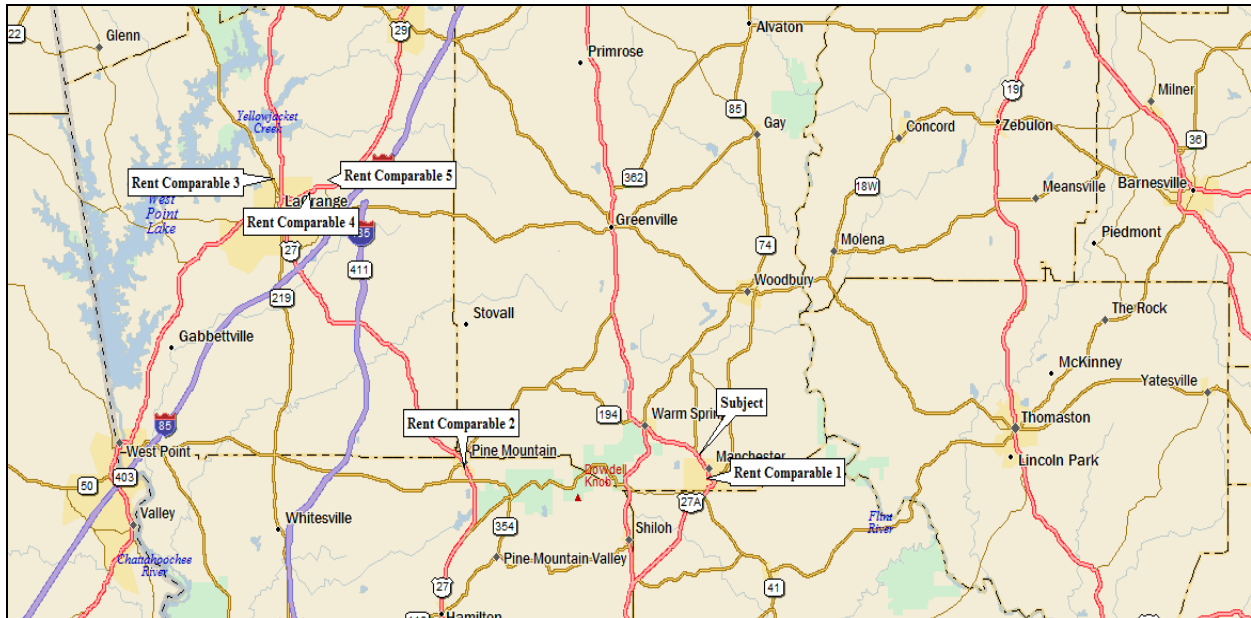 22
Glenn
29
Primrose
Alvaton
85
Gay
19
Milner
Yellowjacket
Creek
Concord
Zebulon
36
362
18W
Meansville
Barnesville
Rent Comparable 3
Rent Comparable 5
West
Point
Lake
LaGrange
Rent Comparable 4
Greenville
27
411
74
Molena
Piedmont
219
Woodbury
Stovall
The Rock
Gabbettville
McKinney
Yatesville
194
Warm Sprin
Subject
85
Rent Comparable 2
Thomaston
West Point
Pine Mountain
Manchester
Lincoln Park
Dowdell
Knob
Rent Comparable 1
403
50
27A
Valley
Whitesville
354
Shiloh
Flint
River
Chattahoochee
River
Pine Mountain Valley
27
41
Hamilton